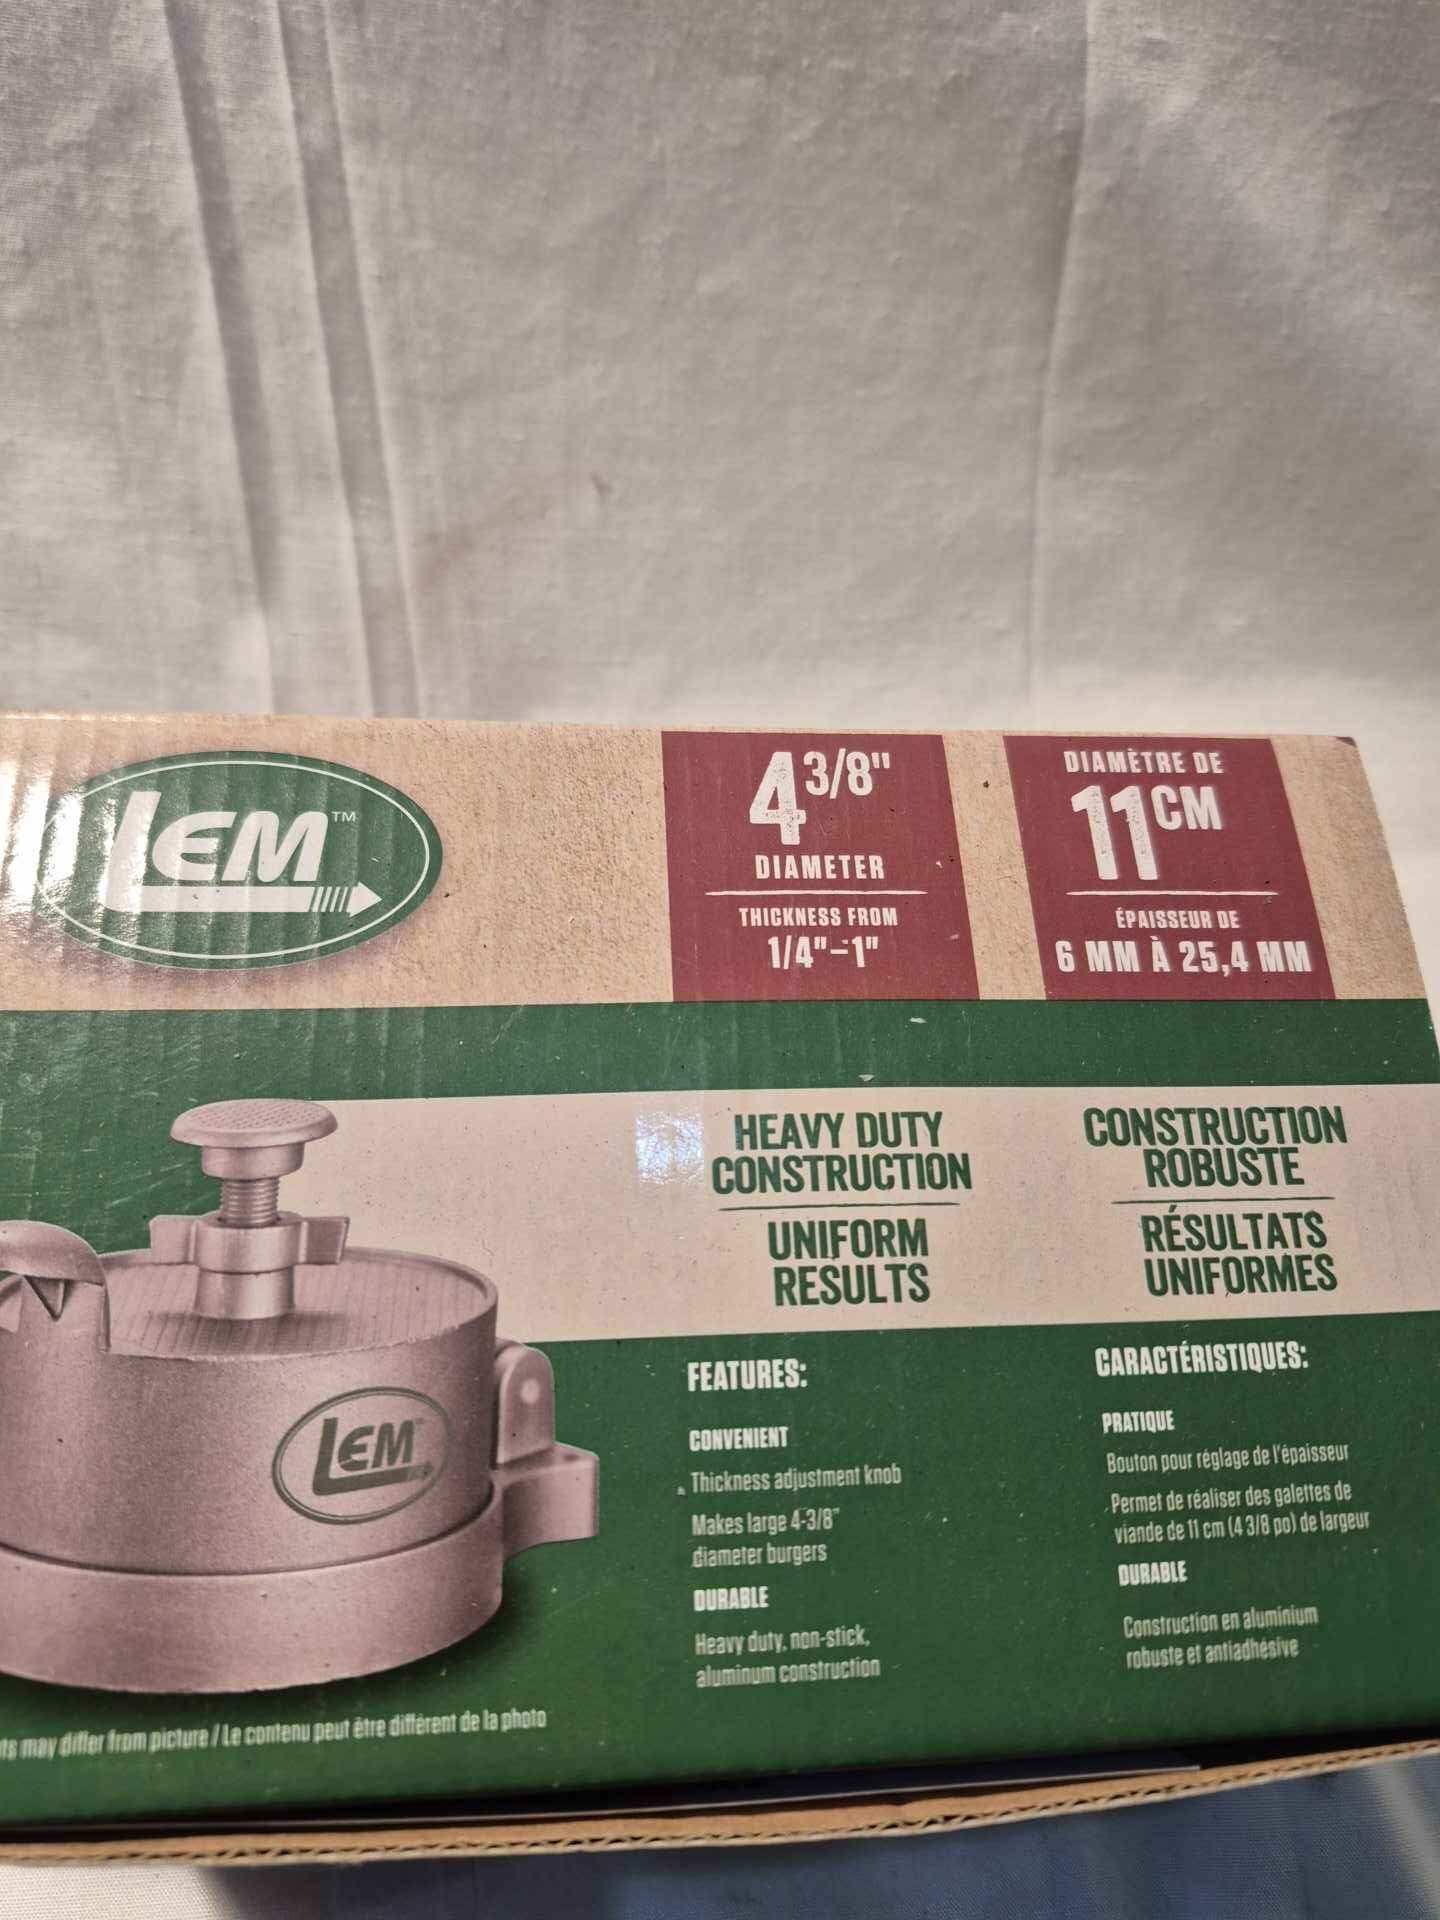 LEM™
4 3/8"
DIAMETER
THICKNESS FROM
1/4"–1"
DIAMÈTRE DE
11 CM
ÉPAISSEUR DE
6 MM À 25,4 MM
HEAVY DUTY
CONSTRUCTION
UNIFORM
RESULTS
CONSTRUCTION
ROBUSTE
RÉSULTATS
UNIFORMES
LEM
FEATURES:
CONVENIENT
Thickness adjustment knob
Makes large 4-3/8"
diameter burgers
DURABLE
Heavy duty, non-stick,
aluminum construction
CARACTÉRISTIQUES:
PRATIQUE
Bouton pour réglage de l'épaisseur
Permet de réaliser des galettes de
viande de 11 cm (4 3/8 po) de largeur
DURABLE
Construction en aluminium
robuste et antiadhésive
may differ from picture / Le contenu peut être différent de la photo